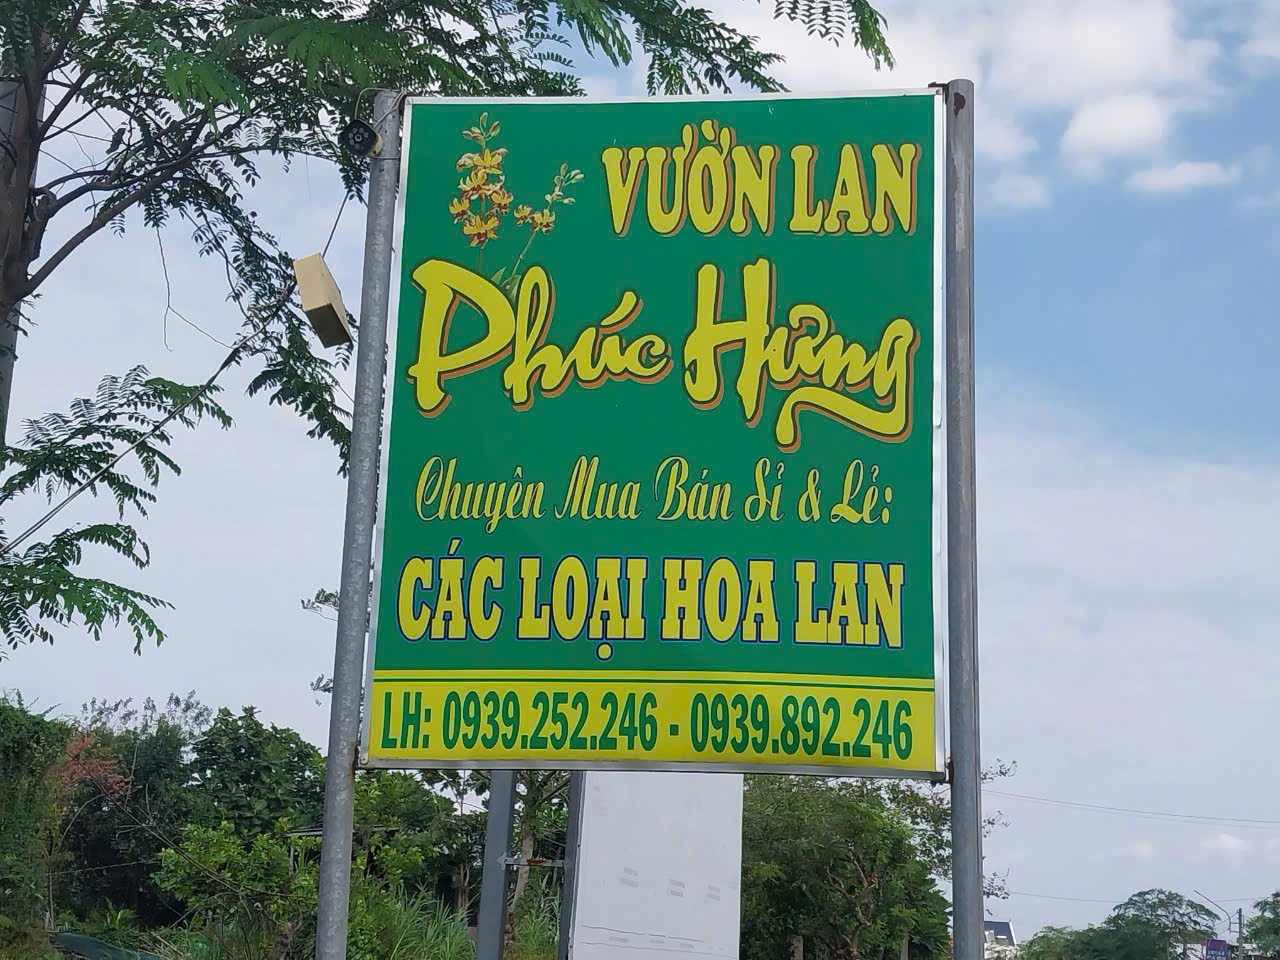 VƯỜN LAN
Phúc Hưng
Chuyên Mua Bán Sỉ & Lẻ:
CÁC LOẠI HOA LAN
LH: 0939.252.246 - 0939.892.246